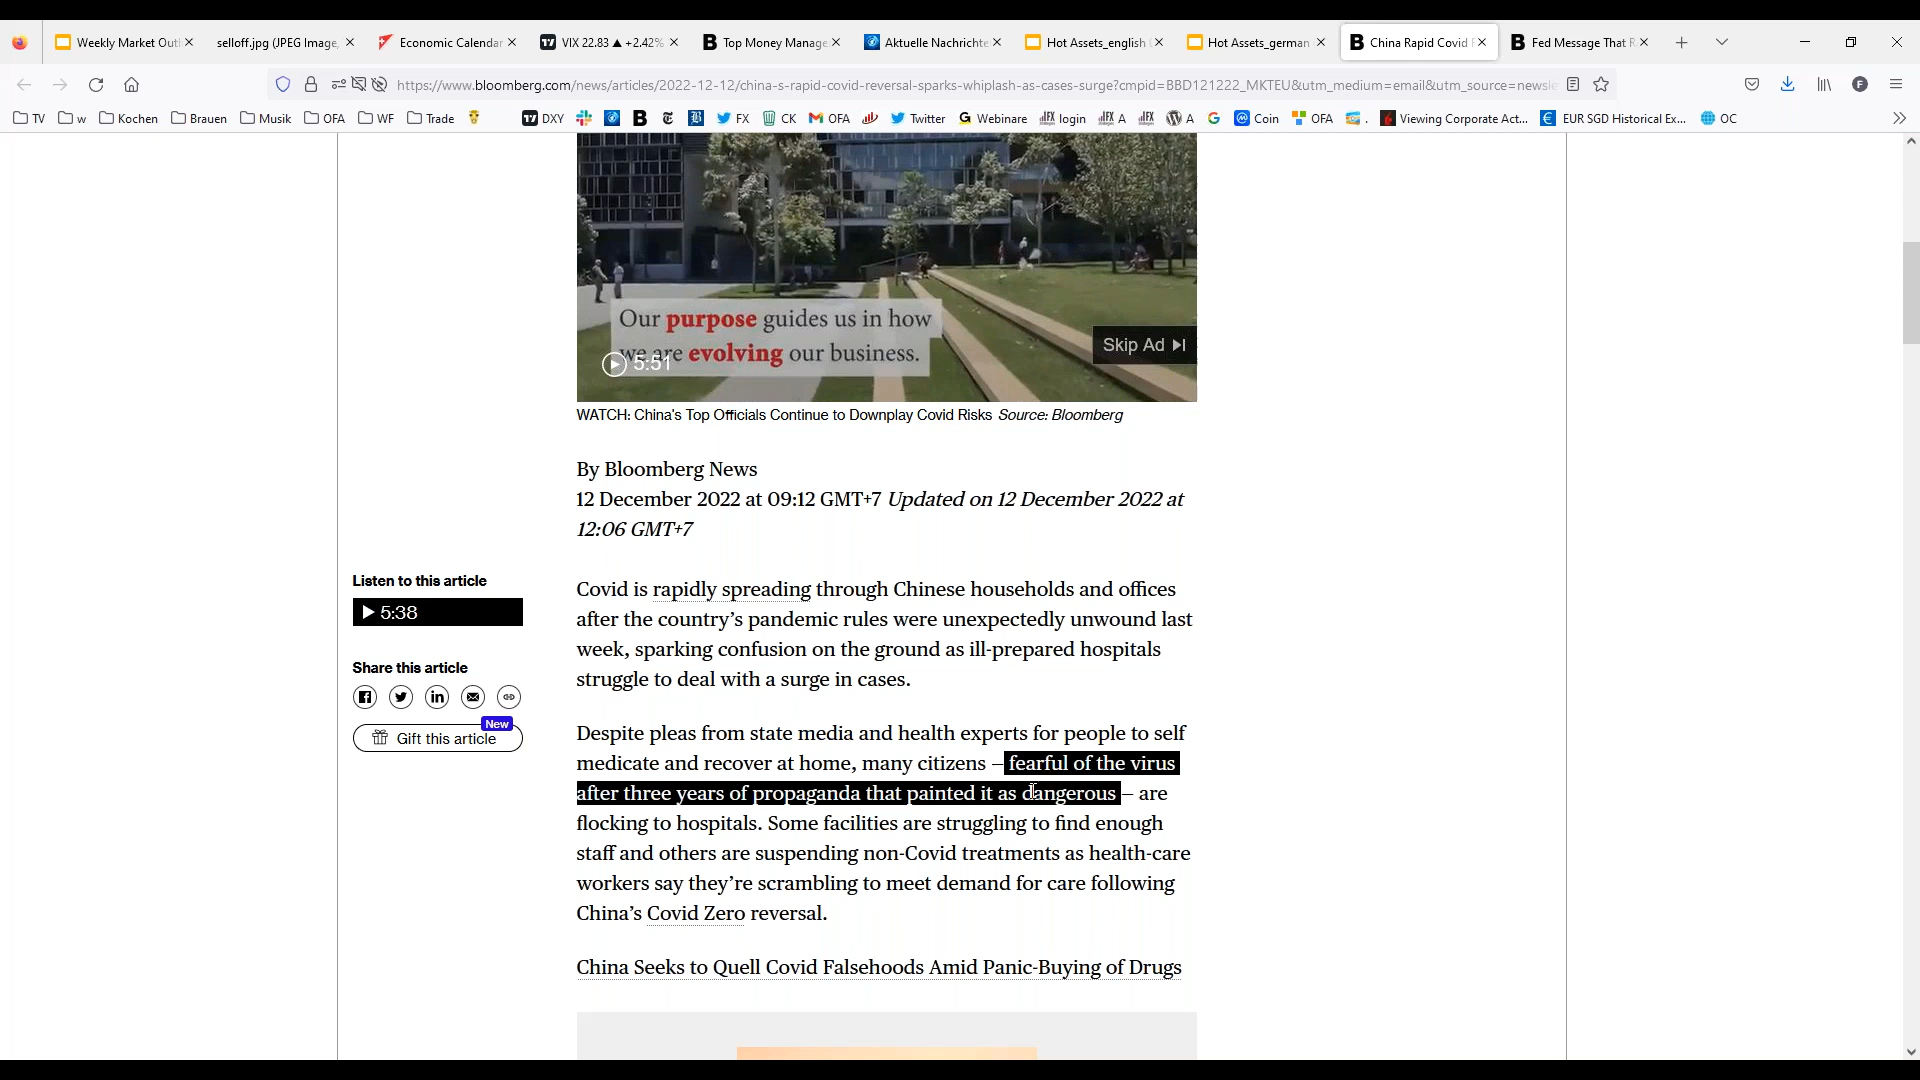 Weekly Market Outl
selloff.jpg (JPEG Image,
Economic Calendar
VIX 22.83 ▲ +2.42%
Top Money Manage
Aktuelle Nachrichte
Hot Assets_english
Hot Assets_german
China Rapid Covid
Fed Message That R
https://www.bloomberg.com/news/articles/2022-12-12/china-s-rapid-covid-reversal-sparks-whiplash-as-cases-surge?cmpid=BBD121222_MKTEU&utm_medium=email&utm_source=newsle
TV
w
Kochen
Brauen
Musik
OFA
WF
Trade
DXY
FX
CK
OFA
Twitter
Webinare
login
A
A
Coin
OFA
.
Viewing Corporate Act...
EUR SGD Historical Ex...
OC
Our purpose guides us in how
we are evolving our business.
5:51
Skip Ad
WATCH: China's Top Officials Continue to Downplay Covid Risks Source: Bloomberg
By Bloomberg News
12 December 2022 at 09:12 GMT+7 Updated on 12 December 2022 at
12:06 GMT+7
Listen to this article
5:38
Share this article
New
Gift this article
Covid is rapidly spreading through Chinese households and offices
after the country's pandemic rules were unexpectedly unwound last
week, sparking confusion on the ground as ill-prepared hospitals
struggle to deal with a surge in cases.
Despite pleas from state media and health experts for people to self
medicate and recover at home, many citizens — fearful of the virus
after three years of propaganda that painted it as dangerous — are
flocking to hospitals. Some facilities are struggling to find enough
staff and others are suspending non-Covid treatments as health-care
workers say they're scrambling to meet demand for care following
China's Covid Zero reversal.
China Seeks to Quell Covid Falsehoods Amid Panic-Buying of Drugs